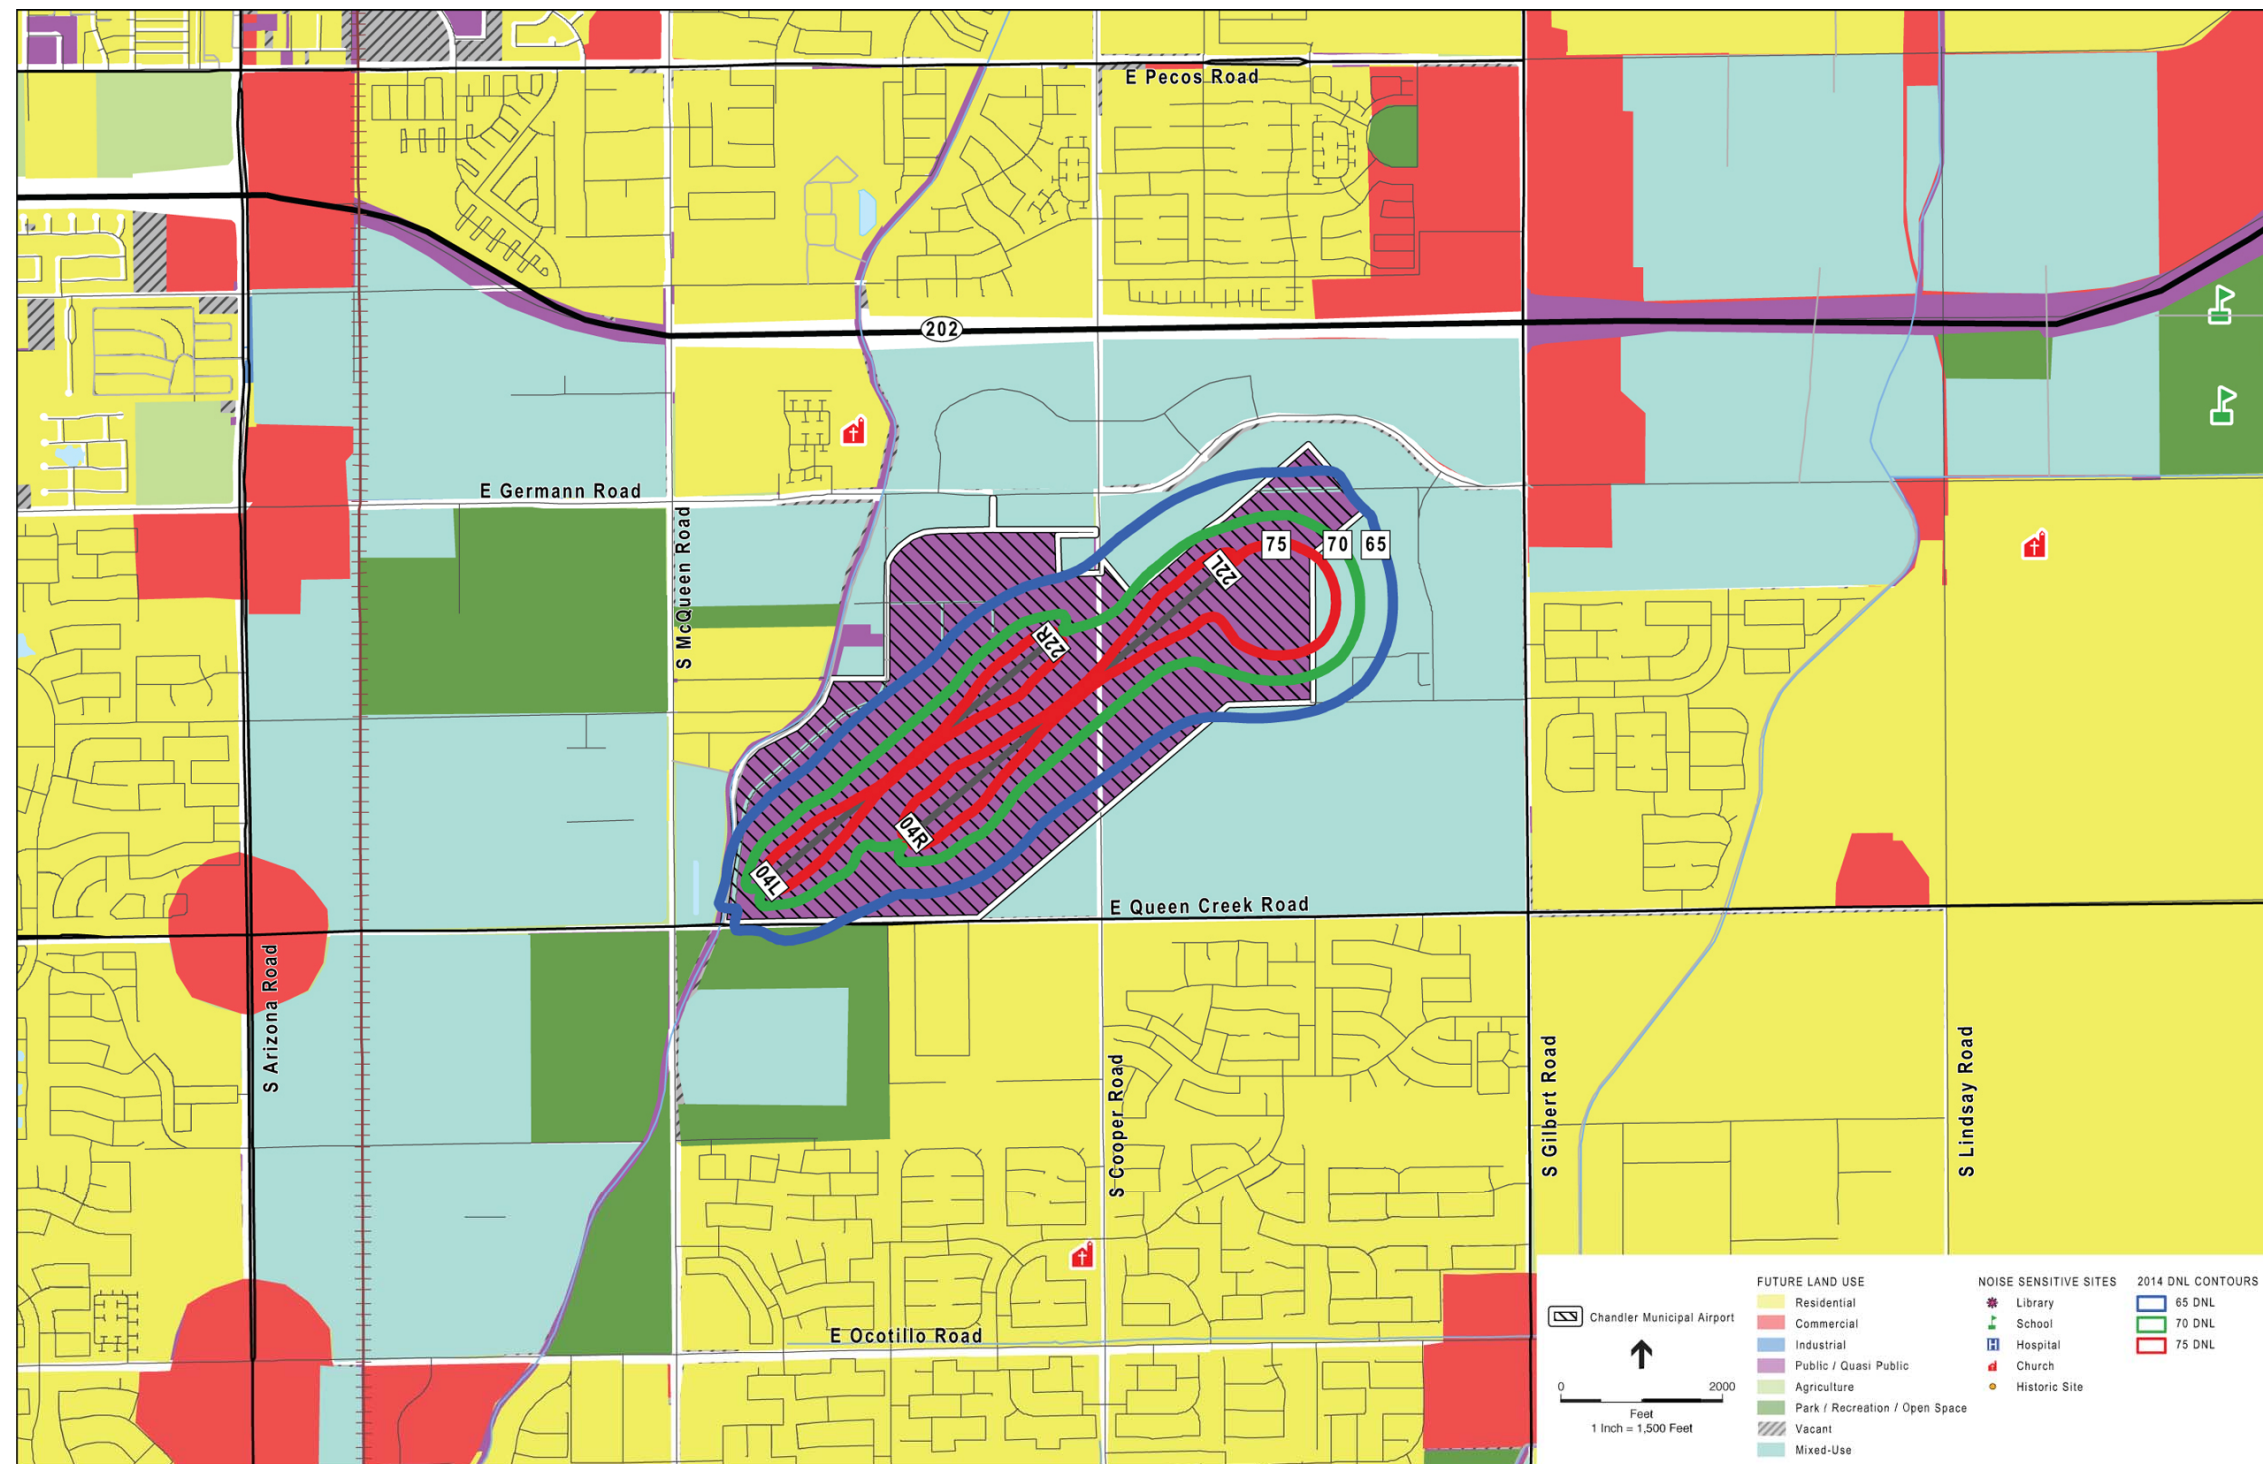 E Pecos Road
202
E Germann Road
S McQueen Road
75
70
65
22L
22R
04R
04L
E Queen Creek Road
S Arizona Road
S Cooper Road
S Gilbert Road
S Lindsay Road
E Ocotillo Road
Chandler Municipal Airport
0 2000
Feet
1 Inch = 1,500 Feet
FUTURE LAND USE
Residential
Commercial
Industrial
Public / Quasi Public
Agriculture
Park / Recreation / Open Space
Vacant
Mixed-Use
NOISE SENSITIVE SITES
Library
School
H Hospital
Church
Historic Site
2014 DNL CONTOURS
65 DNL
70 DNL
75 DNL